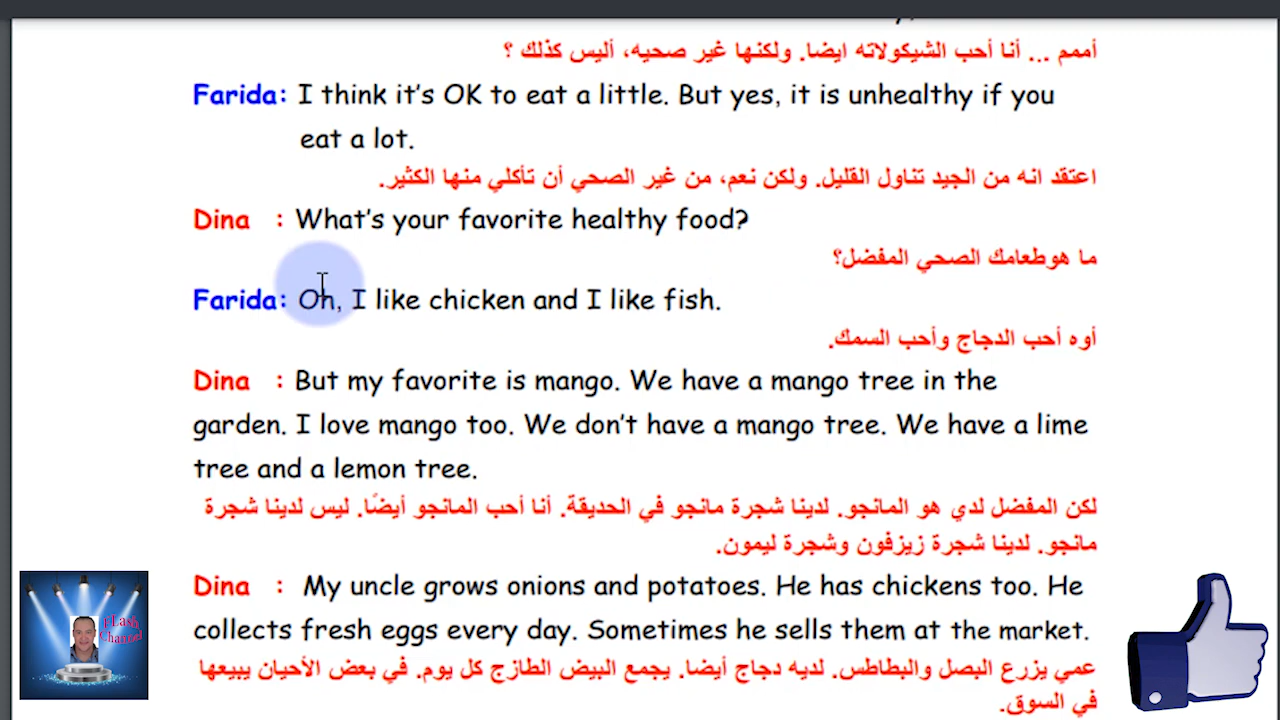 أممم ... أنا أحب الشيكولاته ايضا. ولكنها غير صحيه، أليس كذلك ؟
Farida: I think it's OK to eat a little. But yes, it is unhealthy if you
eat a lot.
اعتقد انه من الجيد تناول القليل. ولكن نعم، من غير الصحي أن تأكلي منها الكثير.
Dina : What's your favorite healthy food?
ما هوطعامك الصحي المفضل؟
Farida: Oh, I like chicken and I like fish.
أوه أحب الدجاج وأحب السمك.
Dina : But my favorite is mango. We have a mango tree in the
garden. I love mango too. We don't have a mango tree. We have a lime
tree and a lemon tree.
لكن المفضل لدي هو المانجو. لدينا شجرة مانجو في الحديقة. أنا أحب المانجو أيضًا. ليس لدينا شجرة
مانجو. لدينا شجرة زيزفون وشجرة ليمون.
Dina : My uncle grows onions and potatoes. He has chickens too. He
collects fresh eggs every day. Sometimes he sells them at the market.
عمي يزرع البصل والبطاطس. لديه دجاج أيضا. يجمع البيض الطازج كل يوم. في بعض الأحيان يبيعها
في السوق.
FLash
Channel